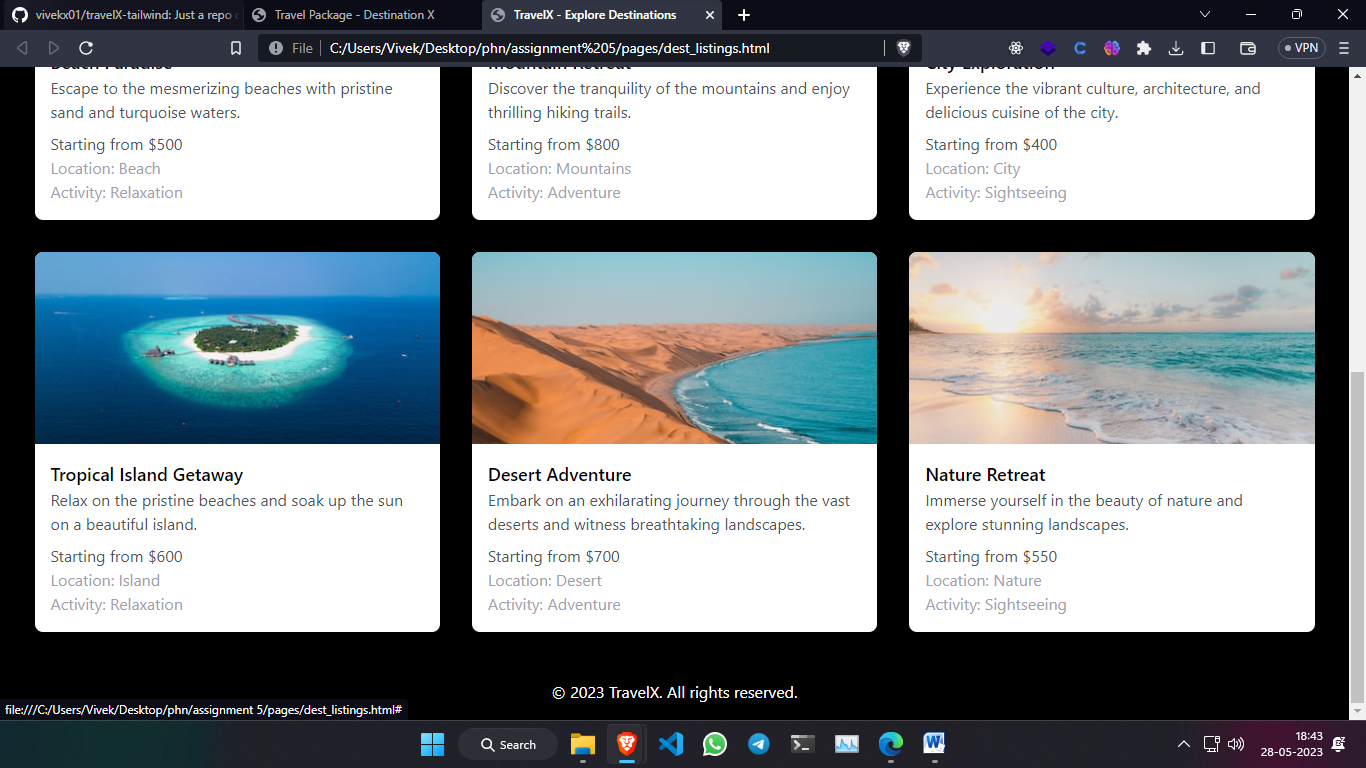 vivekx01/travelX-tailwind: Just a repo
Travel Package - Destination X
TravelX - Explore Destinations
File
C:/Users/Vivek/Desktop/phn/assignment%205/pages/dest_listings.html
VPN
Beach Paradise
Escape to the mesmerizing beaches with pristine
sand and turquoise waters.
Starting from $500
Location: Beach
Activity: Relaxation
Mountain Retreat
Discover the tranquility of the mountains and enjoy
thrilling hiking trails.
Starting from $800
Location: Mountains
Activity: Adventure
City Exploration
Experience the vibrant culture, architecture, and
delicious cuisine of the city.
Starting from $400
Location: City
Activity: Sightseeing
Tropical Island Getaway
Relax on the pristine beaches and soak up the sun
on a beautiful island.
Starting from $600
Location: Island
Activity: Relaxation
Desert Adventure
Embark on an exhilarating journey through the vast
deserts and witness breathtaking landscapes.
Starting from $700
Location: Desert
Activity: Adventure
Nature Retreat
Immerse yourself in the beauty of nature and
explore stunning landscapes.
Starting from $550
Location: Nature
Activity: Sightseeing
© 2023 TravelX. All rights reserved.
file:///C:/Users/Vivek/Desktop/phn/assignment 5/pages/dest_listings.html#
Search
18:43
28-05-2023